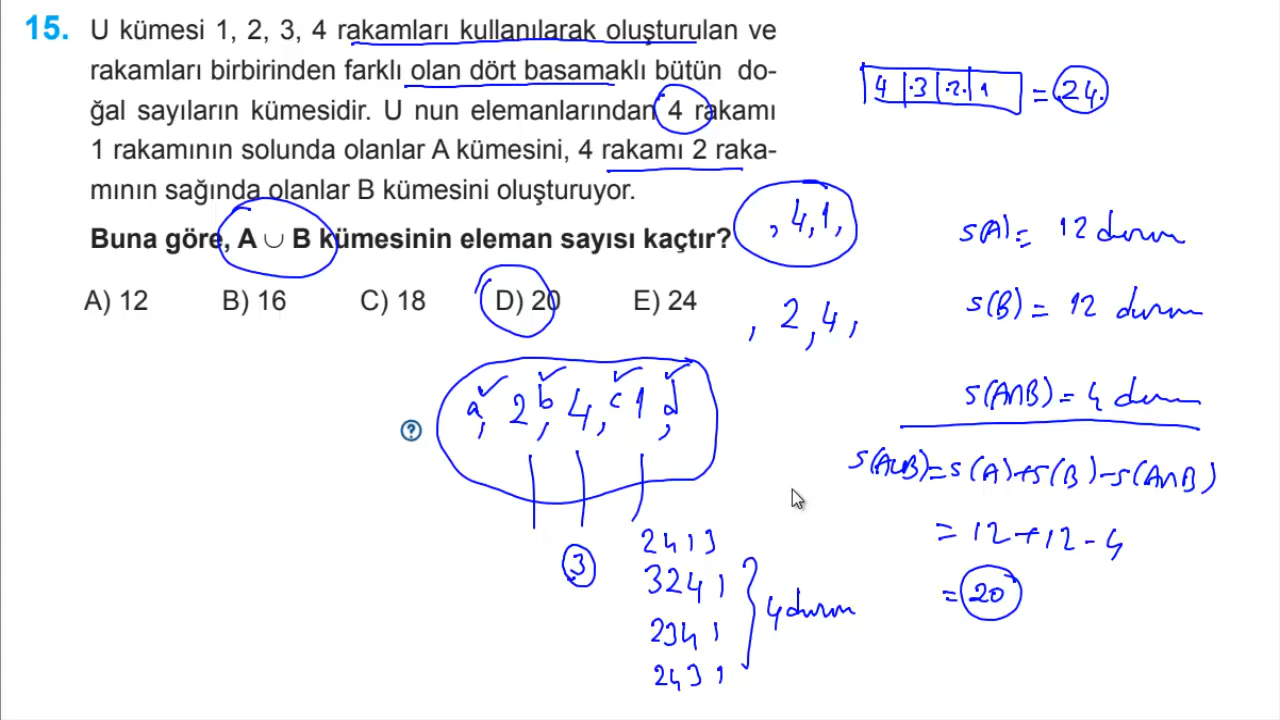 15. U kümesi 1, 2, 3, 4 rakamları kullanılarak oluşturulan ve
rakamları birbirinden farklı olan dört basamaklı bütün do-
ğal sayıların kümesidir. U nun elemanlarından 4 rakamı
1 rakamının solunda olanlar A kümesini, 4 rakamı 2 raka-
mının sağında olanlar B kümesini oluşturuyor.
Buna göre, A ∪ B kümesinin eleman sayısı kaçtır?
A) 12 B) 16 C) 18 D) 20 E) 24
4 | 3 | 2 | 1 = 24
, 4, 1,
, 2, 4,
a, 2, b, 4, c, 1, d
3
2413
3241
2341
2431
4 durum
s(A) = 12 durum
s(B) = 12 durum
s(A∩B) = 4 durum
s(A∪B) = s(A) + s(B) - s(A∩B)
= 12 + 12 - 4
= 20